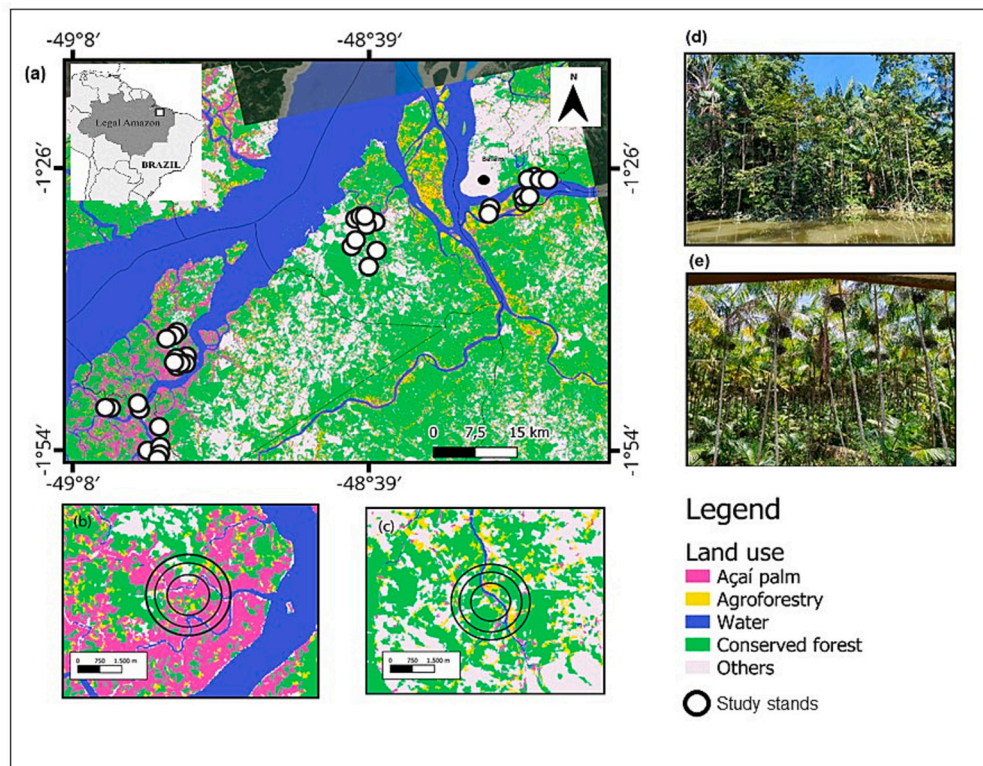 -49°8'
-48°39'
(a)
N
Legal Amazon
BRAZIL
-1°26'
-1°26'
-1°54'
-1°54'
0 7,5 15 km
-49°8'
-48°39'
(b)
0 750 1.500 m
(c)
0 750 1.500 m
(d)
(e)
Legend
Land use
Açaí palm
Agroforestry
Water
Conserved forest
Others
Study stands